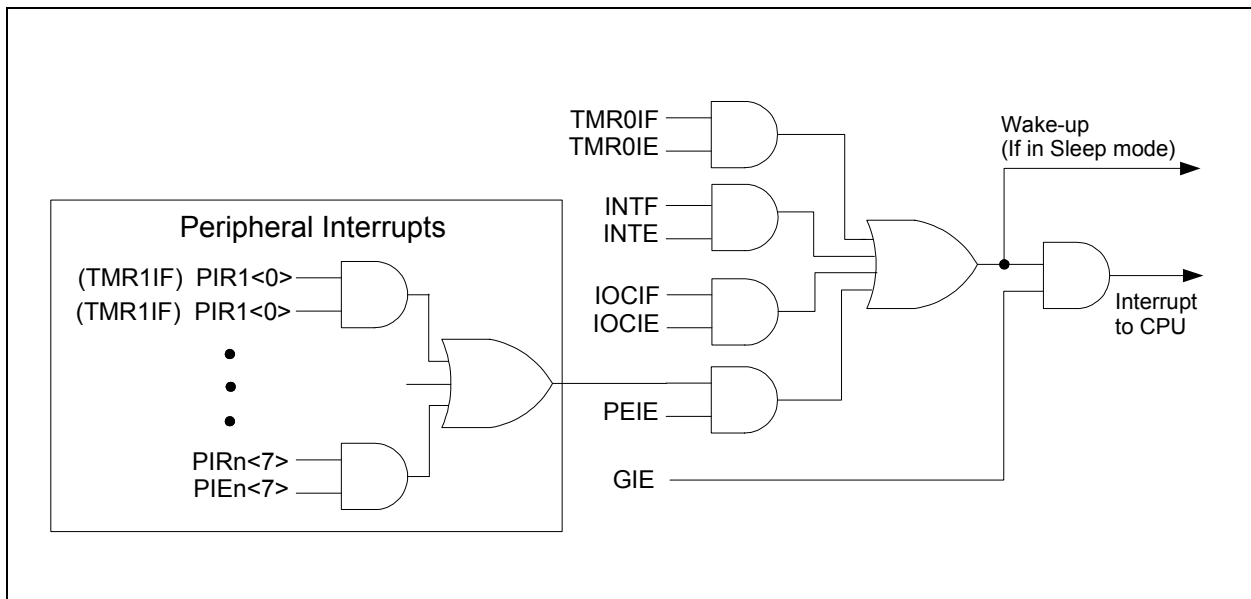 TMR0IF
TMR0IE
Wake-up
(If in Sleep mode)
INTF
INTE
Peripheral Interrupts
(TMR1IF) PIR1<0>
(TMR1IF) PIR1<0>
IOCIF
IOCIE
Interrupt
to CPU
PEIE
PIRn<7>
PIEn<7>
GIE